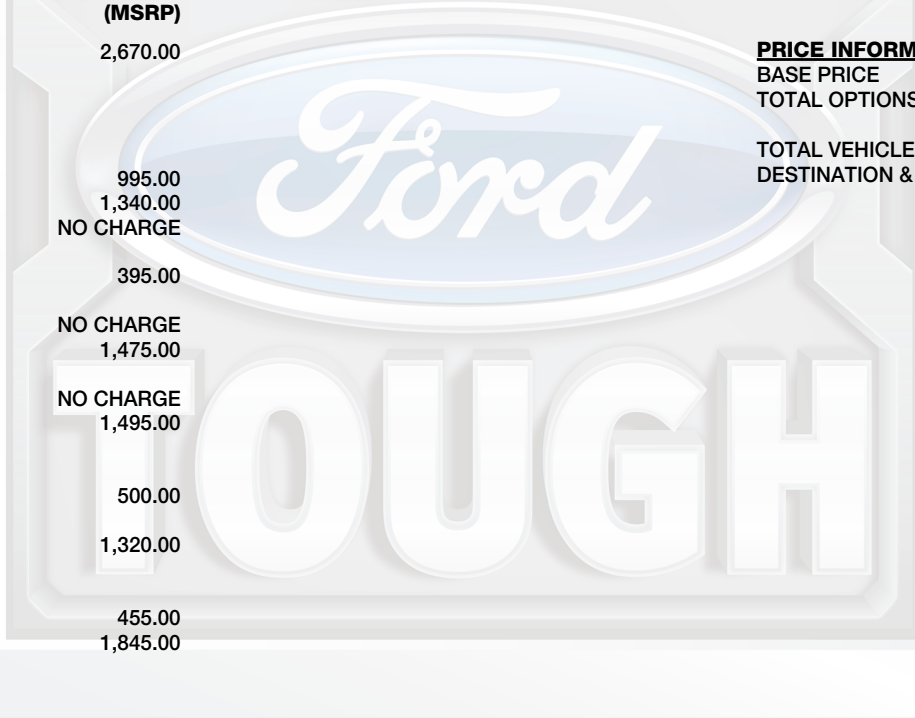 (MSRP)
2,670.00
995.00
1,340.00
NO CHARGE
395.00
NO CHARGE
1,475.00
NO CHARGE
1,495.00
500.00
1,320.00
455.00
1,845.00
PRICE INFORM
BASE PRICE
TOTAL OPTIONS
TOTAL VEHICLE
DESTINATION &
Ford
TOUGH